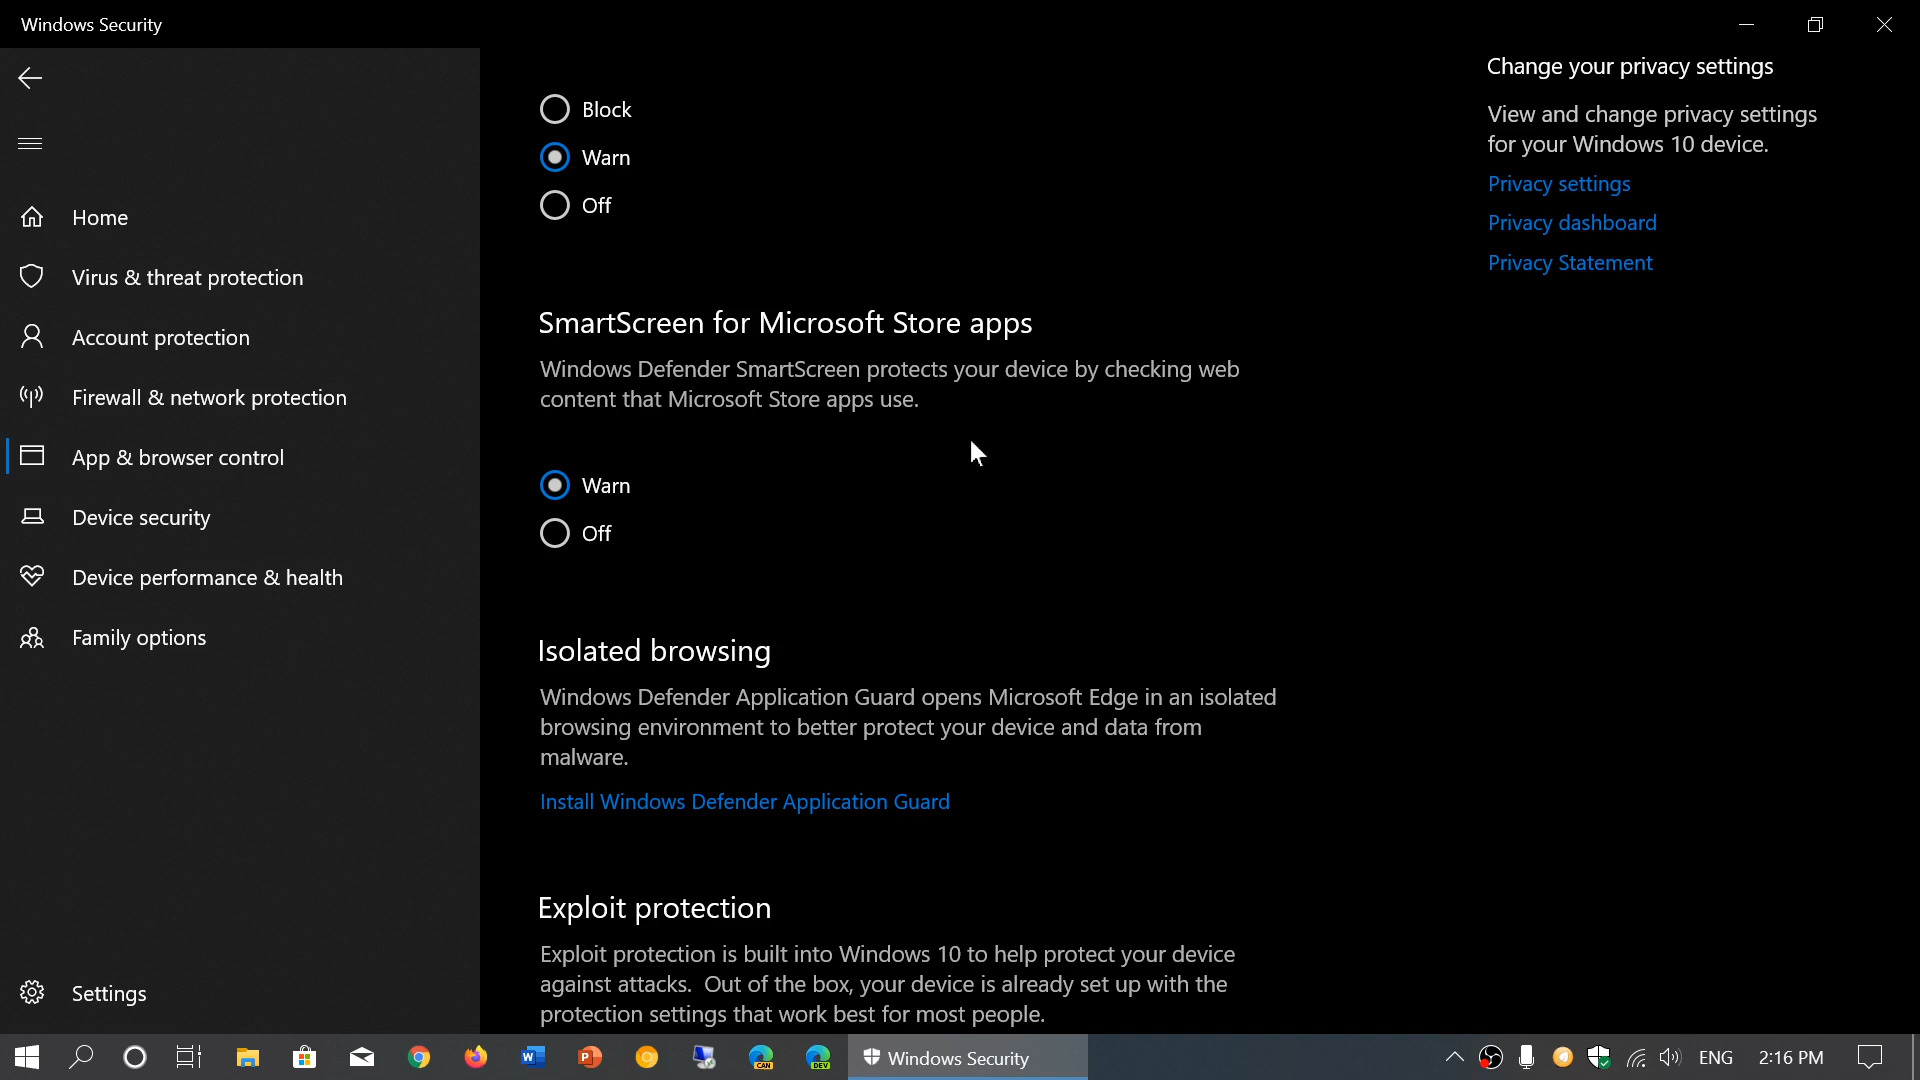 Windows Security
Home
Virus & threat protection
Account protection
Firewall & network protection
App & browser control
Device security
Device performance & health
Family options
Settings
Block
Warn
Off
SmartScreen for Microsoft Store apps
Windows Defender SmartScreen protects your device by checking web
content that Microsoft Store apps use.
Warn
Off
Isolated browsing
Windows Defender Application Guard opens Microsoft Edge in an isolated
browsing environment to better protect your device and data from
malware.
Install Windows Defender Application Guard
Exploit protection
Exploit protection is built into Windows 10 to help protect your device
against attacks.  Out of the box, your device is already set up with the
protection settings that work best for most people.
Change your privacy settings
View and change privacy settings
for your Windows 10 device.
Privacy settings
Privacy dashboard
Privacy Statement
W
P
CAN
DEV
Windows Security
ENG
2:16 PM